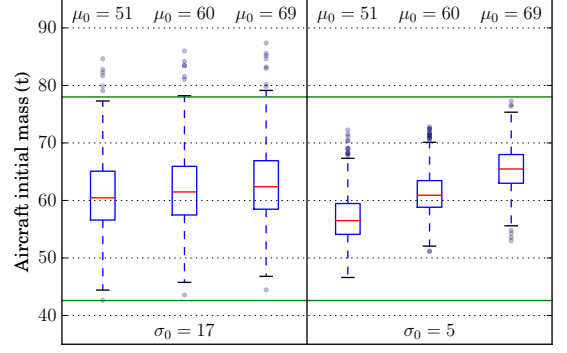 μ₀ = 51 μ₀ = 60 μ₀ = 69 μ₀ = 51 μ₀ = 60 μ₀ = 69
90
80
70
60
50
40
Aircraft initial mass (t)
σ₀ = 17 σ₀ = 5